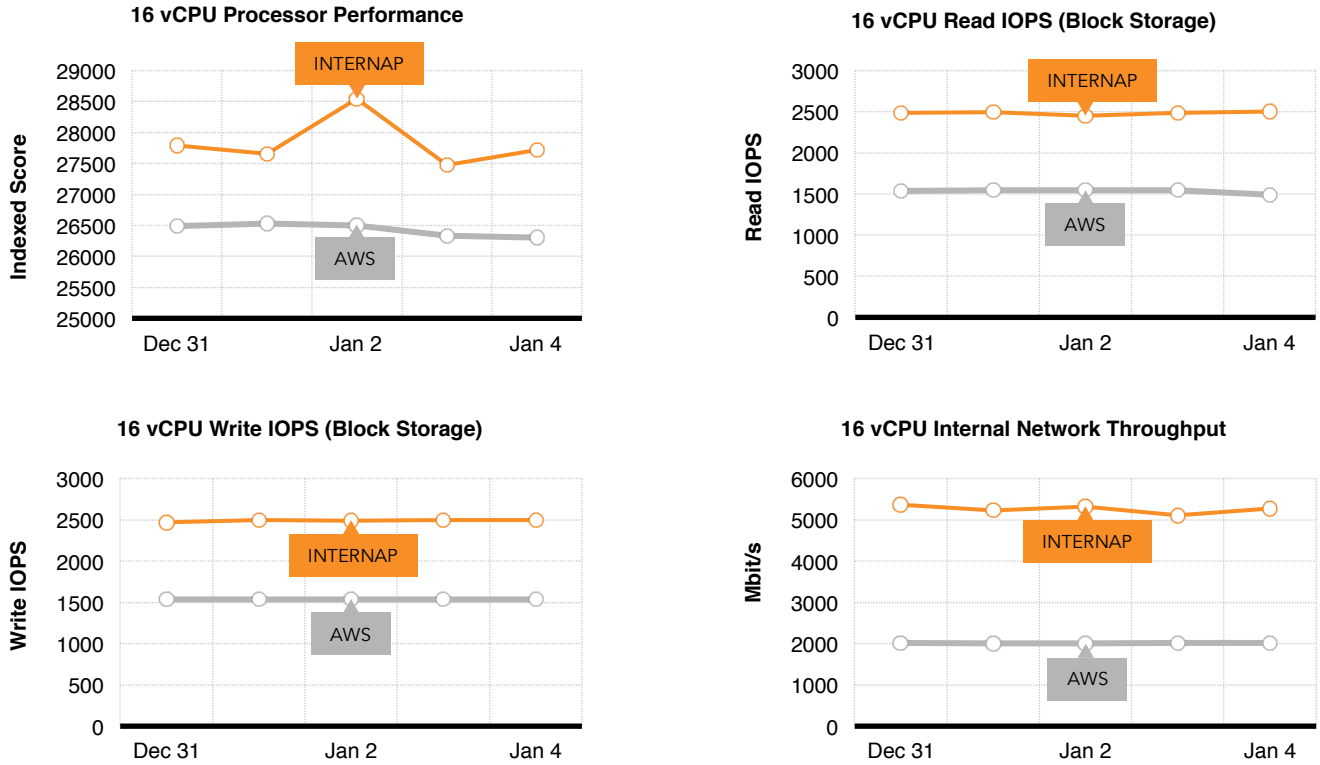 16 vCPU Processor Performance
Indexed Score
29000
28500
28000
27500
27000
26500
26000
25500
25000
INTERNAP
AWS
Dec 31
Jan 2
Jan 4
16 vCPU Read IOPS (Block Storage)
Read IOPS
3000
2500
2000
1500
1000
500
0
INTERNAP
AWS
Dec 31
Jan 2
Jan 4
16 vCPU Write IOPS (Block Storage)
Write IOPS
3000
2500
2000
1500
1000
500
0
INTERNAP
AWS
Dec 31
Jan 2
Jan 4
16 vCPU Internal Network Throughput
Mbit/s
6000
5000
4000
3000
2000
1000
0
INTERNAP
AWS
Dec 31
Jan 2
Jan 4